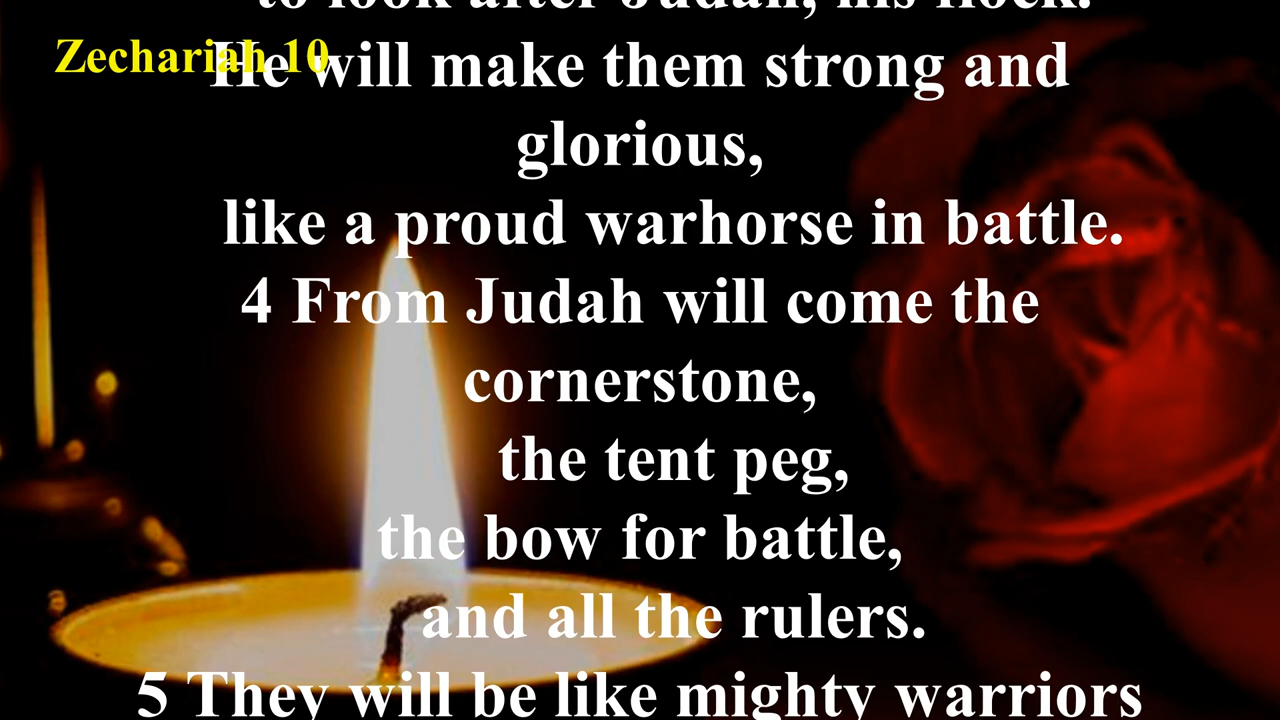 to look after Judah, his flock.
Zechariah 10
He will make them strong and
glorious,
like a proud warhorse in battle.
4 From Judah will come the
cornerstone,
the tent peg,
the bow for battle,
and all the rulers.
5 They will be like mighty warriors